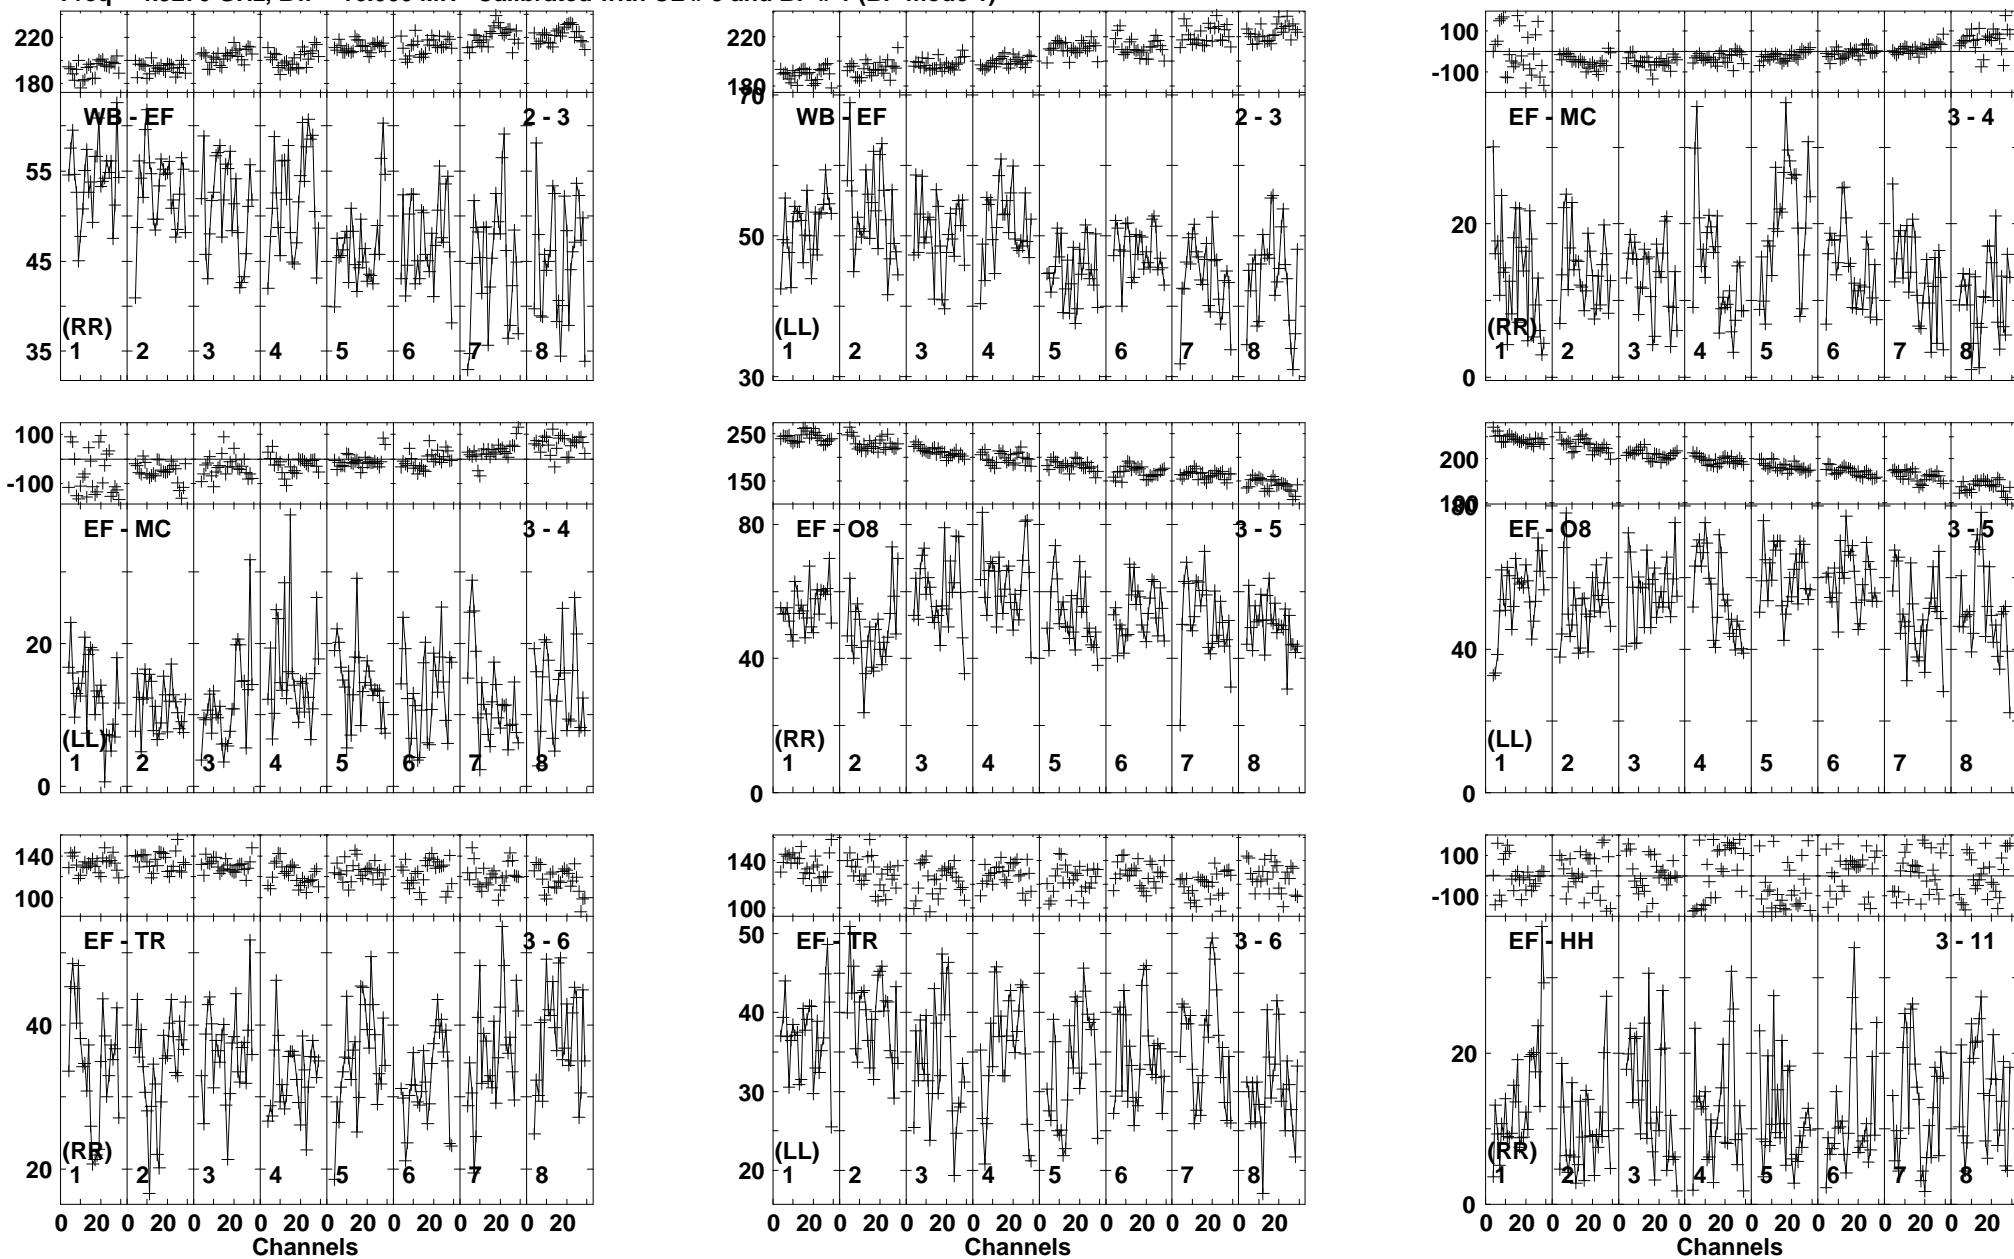 220 180 220 180 100 -100
WB - EF 2 - 3
55 45 35
(RR)
1 2 3 4 5 6 7 8
70
WB - EF 2 - 3
50 30
(LL)
1 2 3 4 5 6 7 8
EF - MC 3 - 4
20 0
(RR)
1 2 3 4 5 6 7 8
100 -100 250 150 200 100
EF - MC 3 - 4
20 0
(LL)
1 2 3 4 5 6 7 8
EF - O8 3 - 5
80 40 0
(RR)
1 2 3 4 5 6 7 8
80
EF - O8 3 - 5
40 0
(LL)
1 2 3 4 5 6 7 8
140 100 140 100 100 -100
EF - TR 3 - 6
40 20
(RR)
1 2 3 4 5 6 7 8
EF - TR 3 - 6
50 40 30 20
(LL)
1 2 3 4 5 6 7 8
EF - HH 3 - 11
20 0
(RR)
1 2 3 4 5 6 7 8
0 20 0 20 0 20 0 20 0 20 0 20 0 20 0 20
Channels
0 20 0 20 0 20 0 20 0 20 0 20 0 20 0 20
Channels
0 20 0 20 0 20 0 20 0 20 0 20 0 20 0 20
Channels